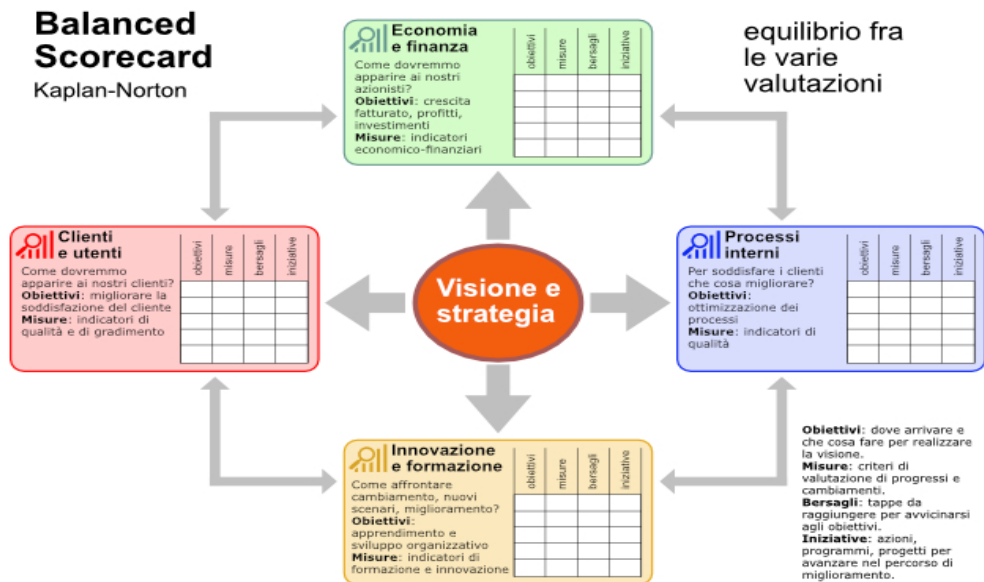 Balanced
Scorecard
Kaplan-Norton
Economia
e finanza
Come dovremmo
apparire ai nostri
azionisti?
Obiettivi: crescita
fatturato, profitti,
investimenti
Misure: indicatori
economico-finanziari
obiettivi
misure
bersagli
iniziative
equilibrio fra
le varie
valutazioni
Clienti
e utenti
Come dovremmo
apparire ai nostri clienti?
Obiettivi: migliorare la
soddisfazione del cliente
Misure: indicatori di
qualità e di gradimento
obiettivi
misure
bersagli
iniziative
Visione e
strategia
Processi
interni
Per soddisfare i clienti
che cosa migliorare?
Obiettivi:
ottimizzazione dei
processi
Misure: indicatori di
qualità
obiettivi
misure
bersagli
iniziative
Innovazione
e formazione
Come affrontare
cambiamento, nuovi
scenari, miglioramento?
Obiettivi:
apprendimento e
sviluppo organizzativo
Misure: indicatori di
formazione e innovazione
obiettivi
misure
bersagli
iniziative
Obiettivi: dove arrivare e
che cosa fare per realizzare
la visione.
Misure: criteri di
valutazione di progressi e
cambiamenti.
Bersagli: tappe da
raggiungere per avvicinarsi
agli obiettivi.
Iniziative: azioni,
programmi, progetti per
avanzare nel percorso di
miglioramento.